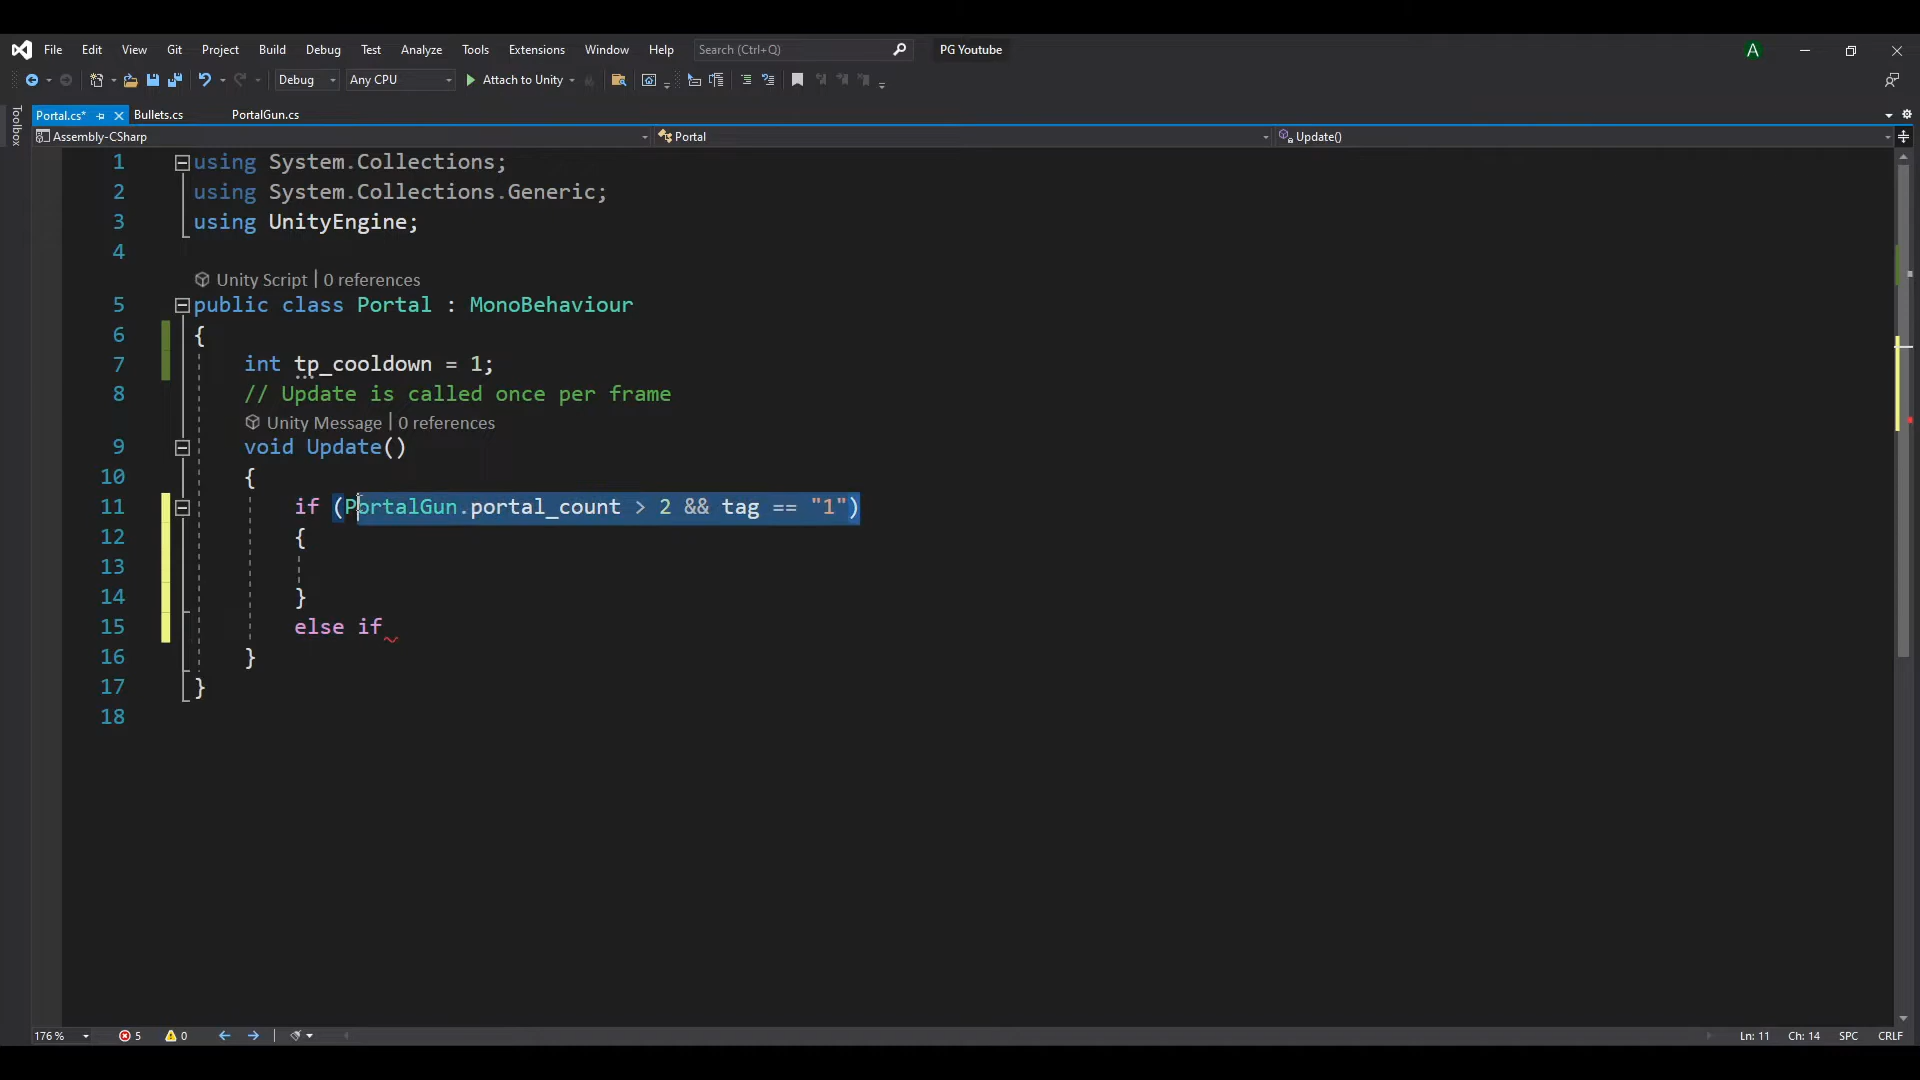 File Edit View Git Project Build Debug Test Analyze Tools Extensions Window Help Search (Ctrl+Q) PG Youtube A
Debug Any CPU Attach to Unity
Toolbox
Portal.cs* Bullets.cs PortalGun.cs
Assembly-CSharp Portal Update()
1 using System.Collections;
2 using System.Collections.Generic;
3 using UnityEngine;
4
Unity Script | 0 references
5 public class Portal : MonoBehaviour
6 {
7 int tp_cooldown = 1;
8 // Update is called once per frame
Unity Message | 0 references
9 void Update()
10 {
11 if (PortalGun.portal_count > 2 && tag == "1")
12 {
13
14 }
15 else if
16 }
17 }
18
176 % 5 0 Ln: 11 Ch: 14 SPC CRLF